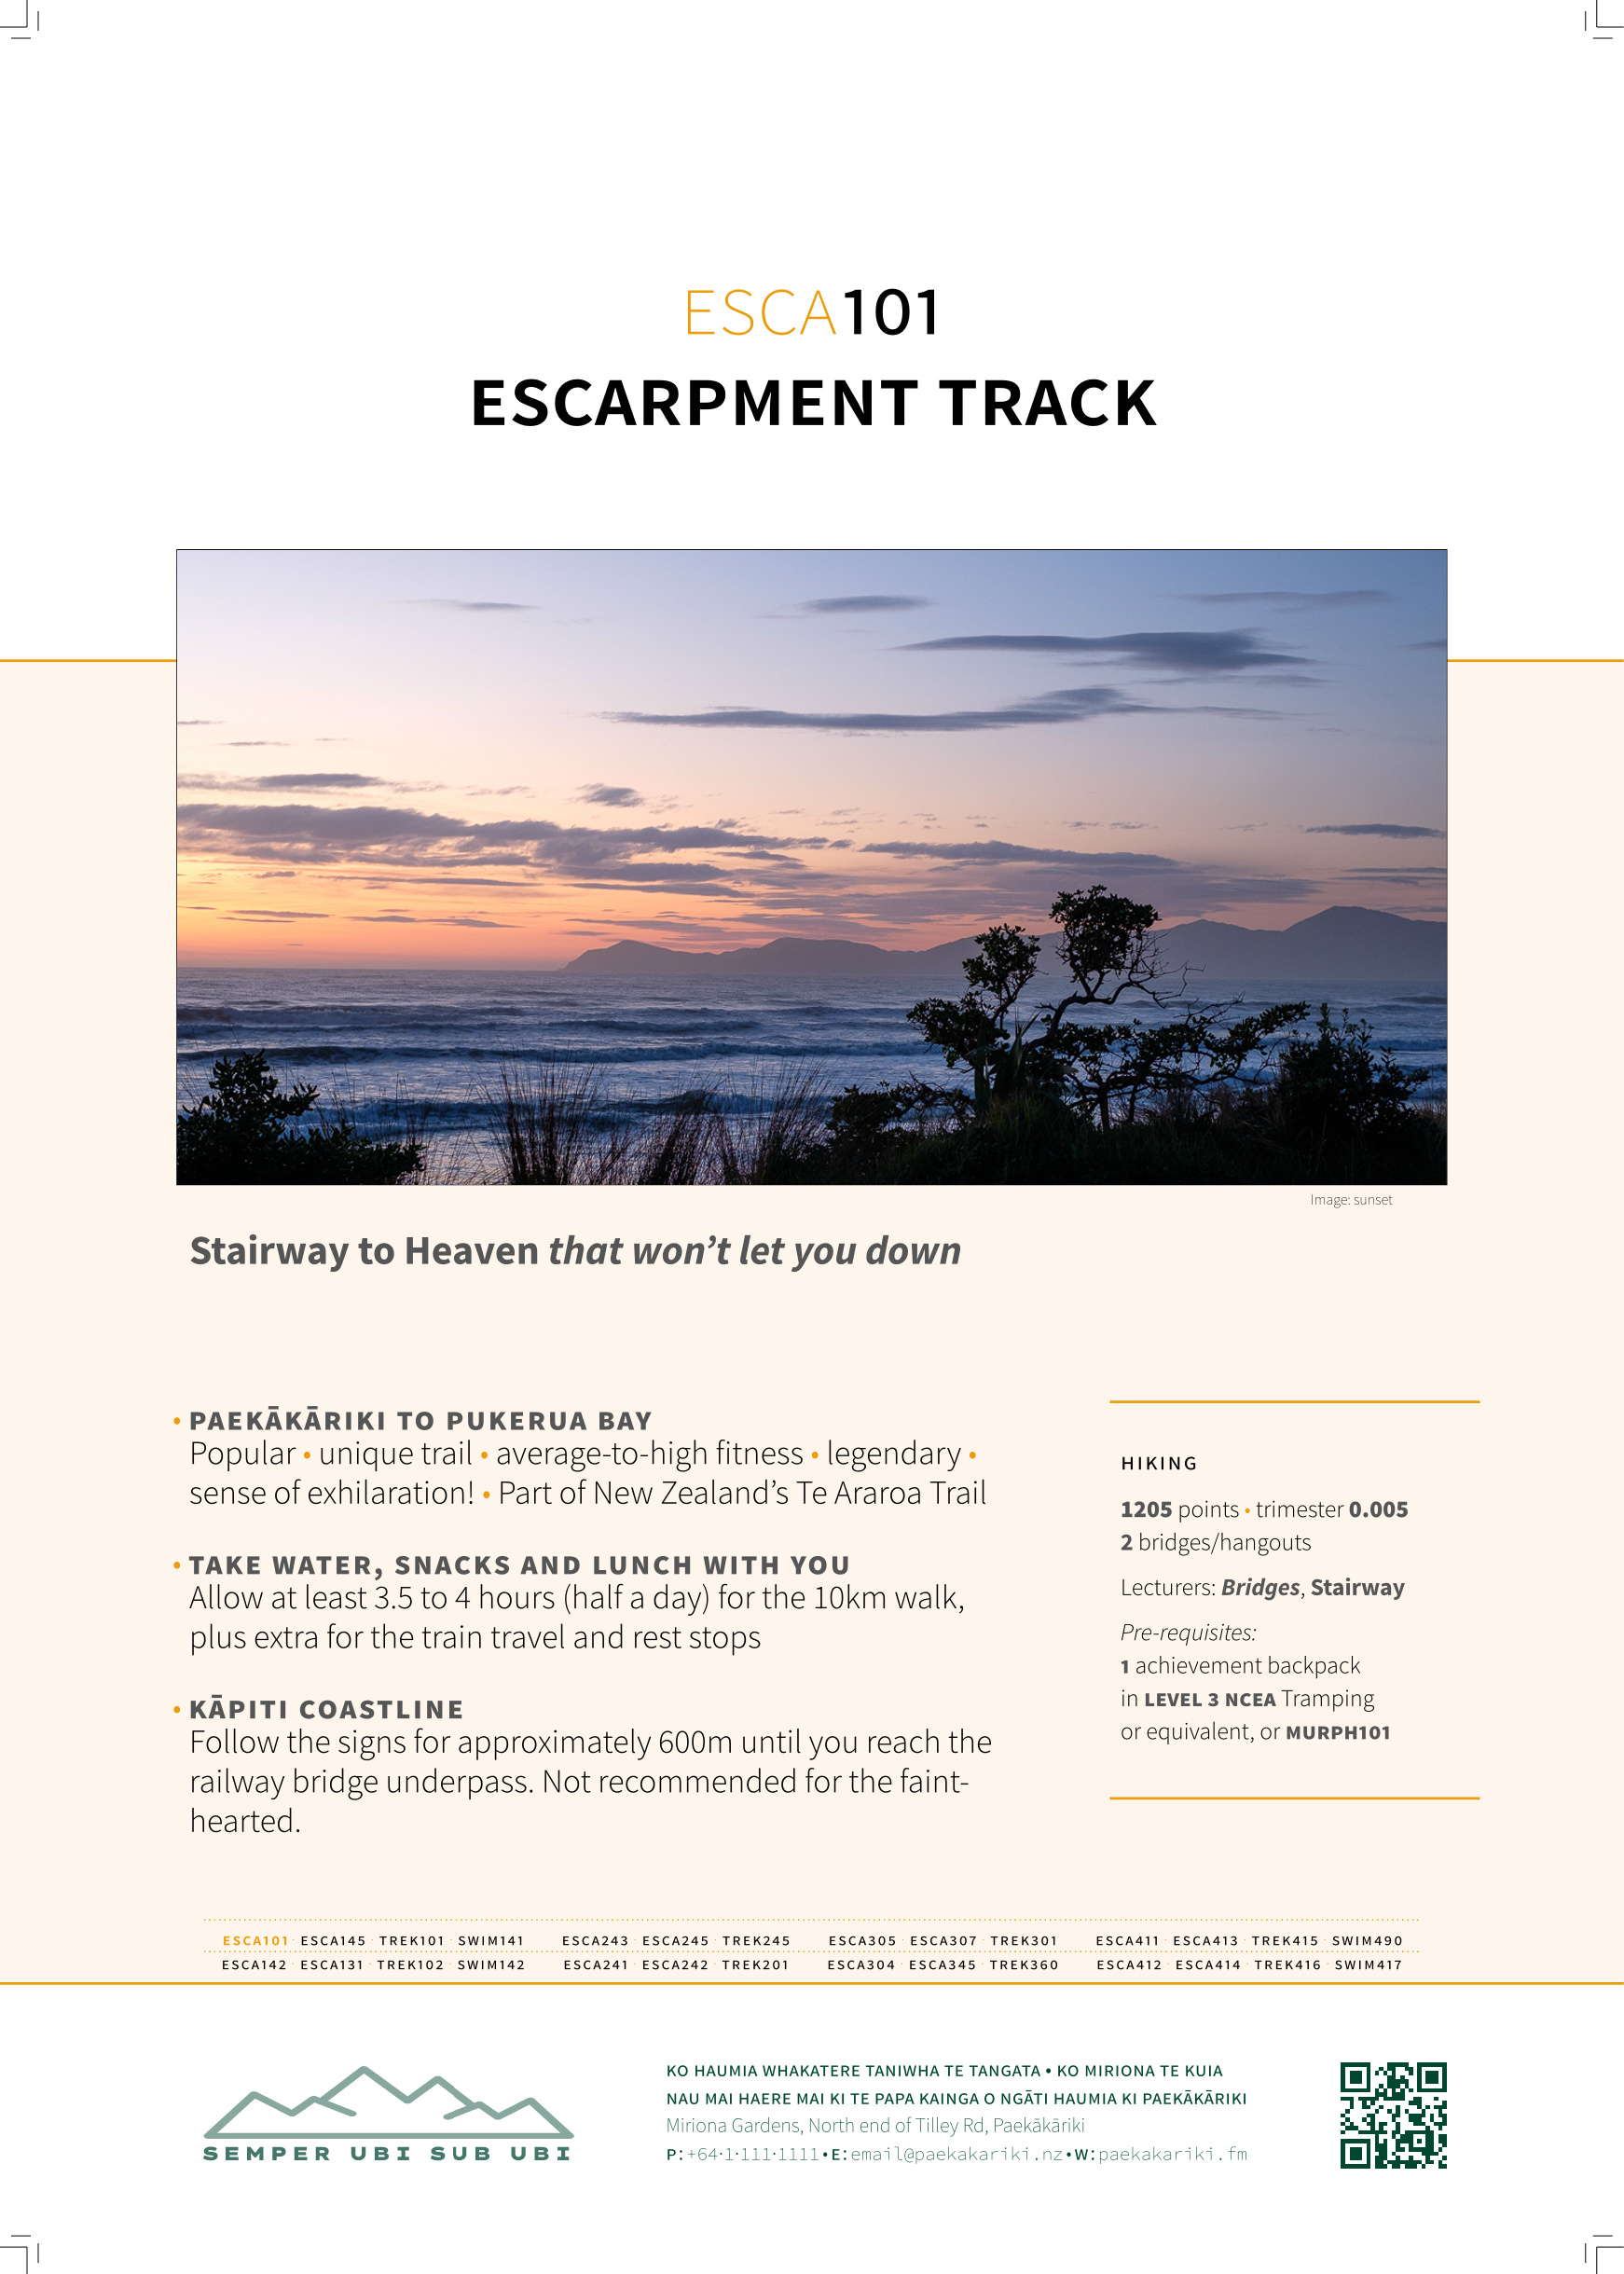 ESCA101
ESCARPMENT TRACK
Image: sunset
Stairway to Heaven that won’t let you down
• PAEKĀKĀRIKI TO PUKERUA BAY
Popular • unique trail • average-to-high fitness • legendary •
sense of exhilaration! • Part of New Zealand’s Te Araroa Trail
• TAKE WATER, SNACKS AND LUNCH WITH YOU
Allow at least 3.5 to 4 hours (half a day) for the 10km walk,
plus extra for the train travel and rest stops
• KĀPITI COASTLINE
Follow the signs for approximately 600m until you reach the
railway bridge underpass. Not recommended for the faint-
hearted.
HIKING
1205 points • trimester 0.005
2 bridges/hangouts
Lecturers: Bridges, Stairway
Pre-requisites:
1 achievement backpack
in LEVEL 3 NCEA Tramping
or equivalent, or MURPH101
ESCA101 · ESCA145 · TREK101 · SWIM141 ESCA243 · ESCA245 · TREK245 ESCA305 · ESCA307 · TREK301 ESCA411 · ESCA413 · TREK415 · SWIM490
ESCA142 · ESCA131 · TREK102 · SWIM142 ESCA241 · ESCA242 · TREK201 ESCA304 · ESCA345 · TREK360 ESCA412 · ESCA414 · TREK416 · SWIM417
SEMPER UBI SUB UBI
KO HAUMIA WHAKATERE TANIWHA TE TANGATA • KO MIRIONA TE KUIA
NAU MAI HAERE MAI KI TE PAPA KAINGA O NGĀTI HAUMIA KI PAEKĀKĀRIKI
Miriona Gardens, North end of Tilley Rd, Paekākāriki
P: +64·1·111·1111 • E: email@paekakariki.nz • W: paekakariki.fm